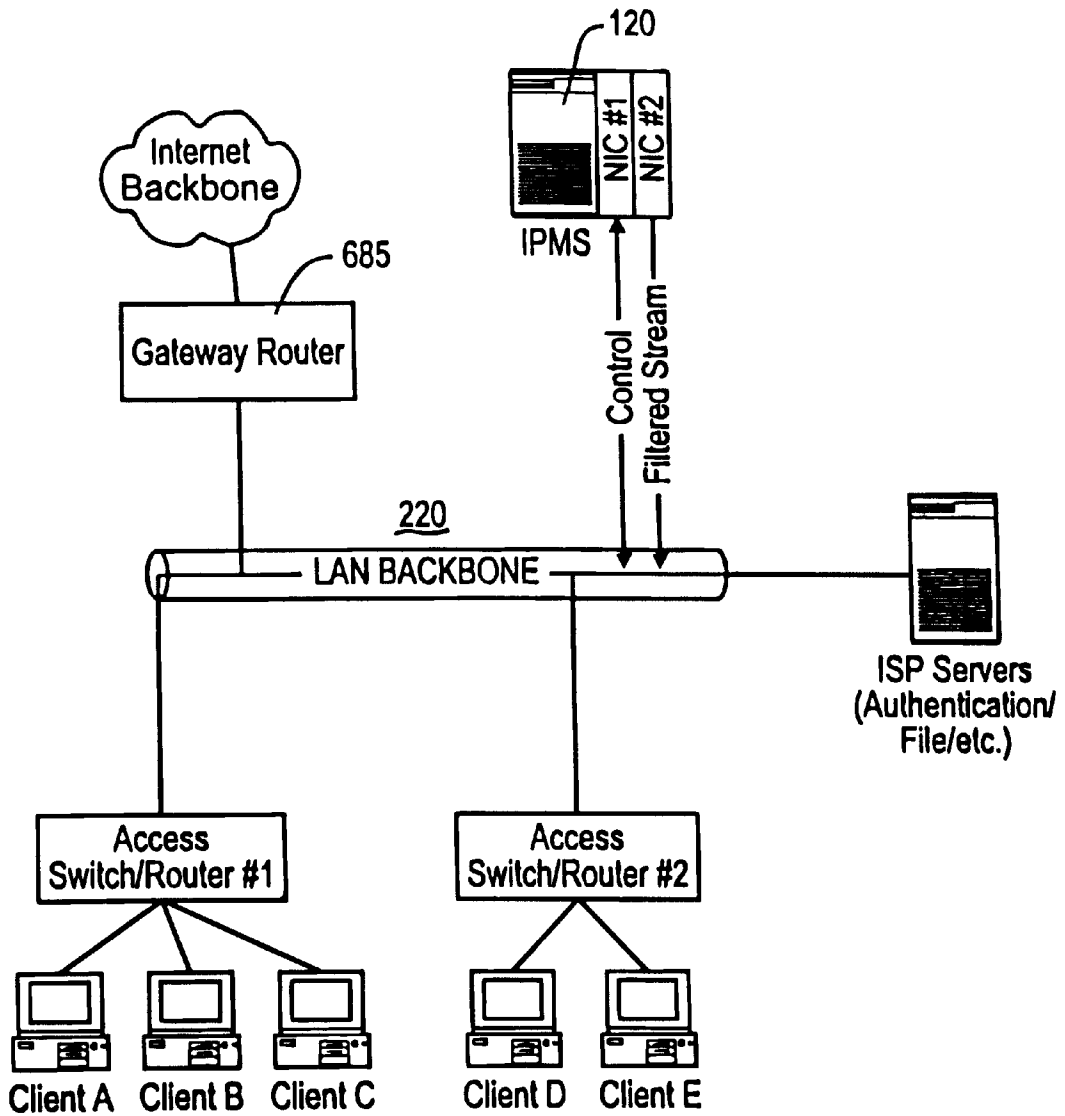 120
NIC #1
NIC #2
IPMS
Internet
Backbone
685
Gateway Router
Control
Filtered Stream
220
LAN BACKBONE
ISP Servers
(Authentication/
File/etc.)
Access
Switch/Router #1
Access
Switch/Router #2
Client A
Client B
Client C
Client D
Client E